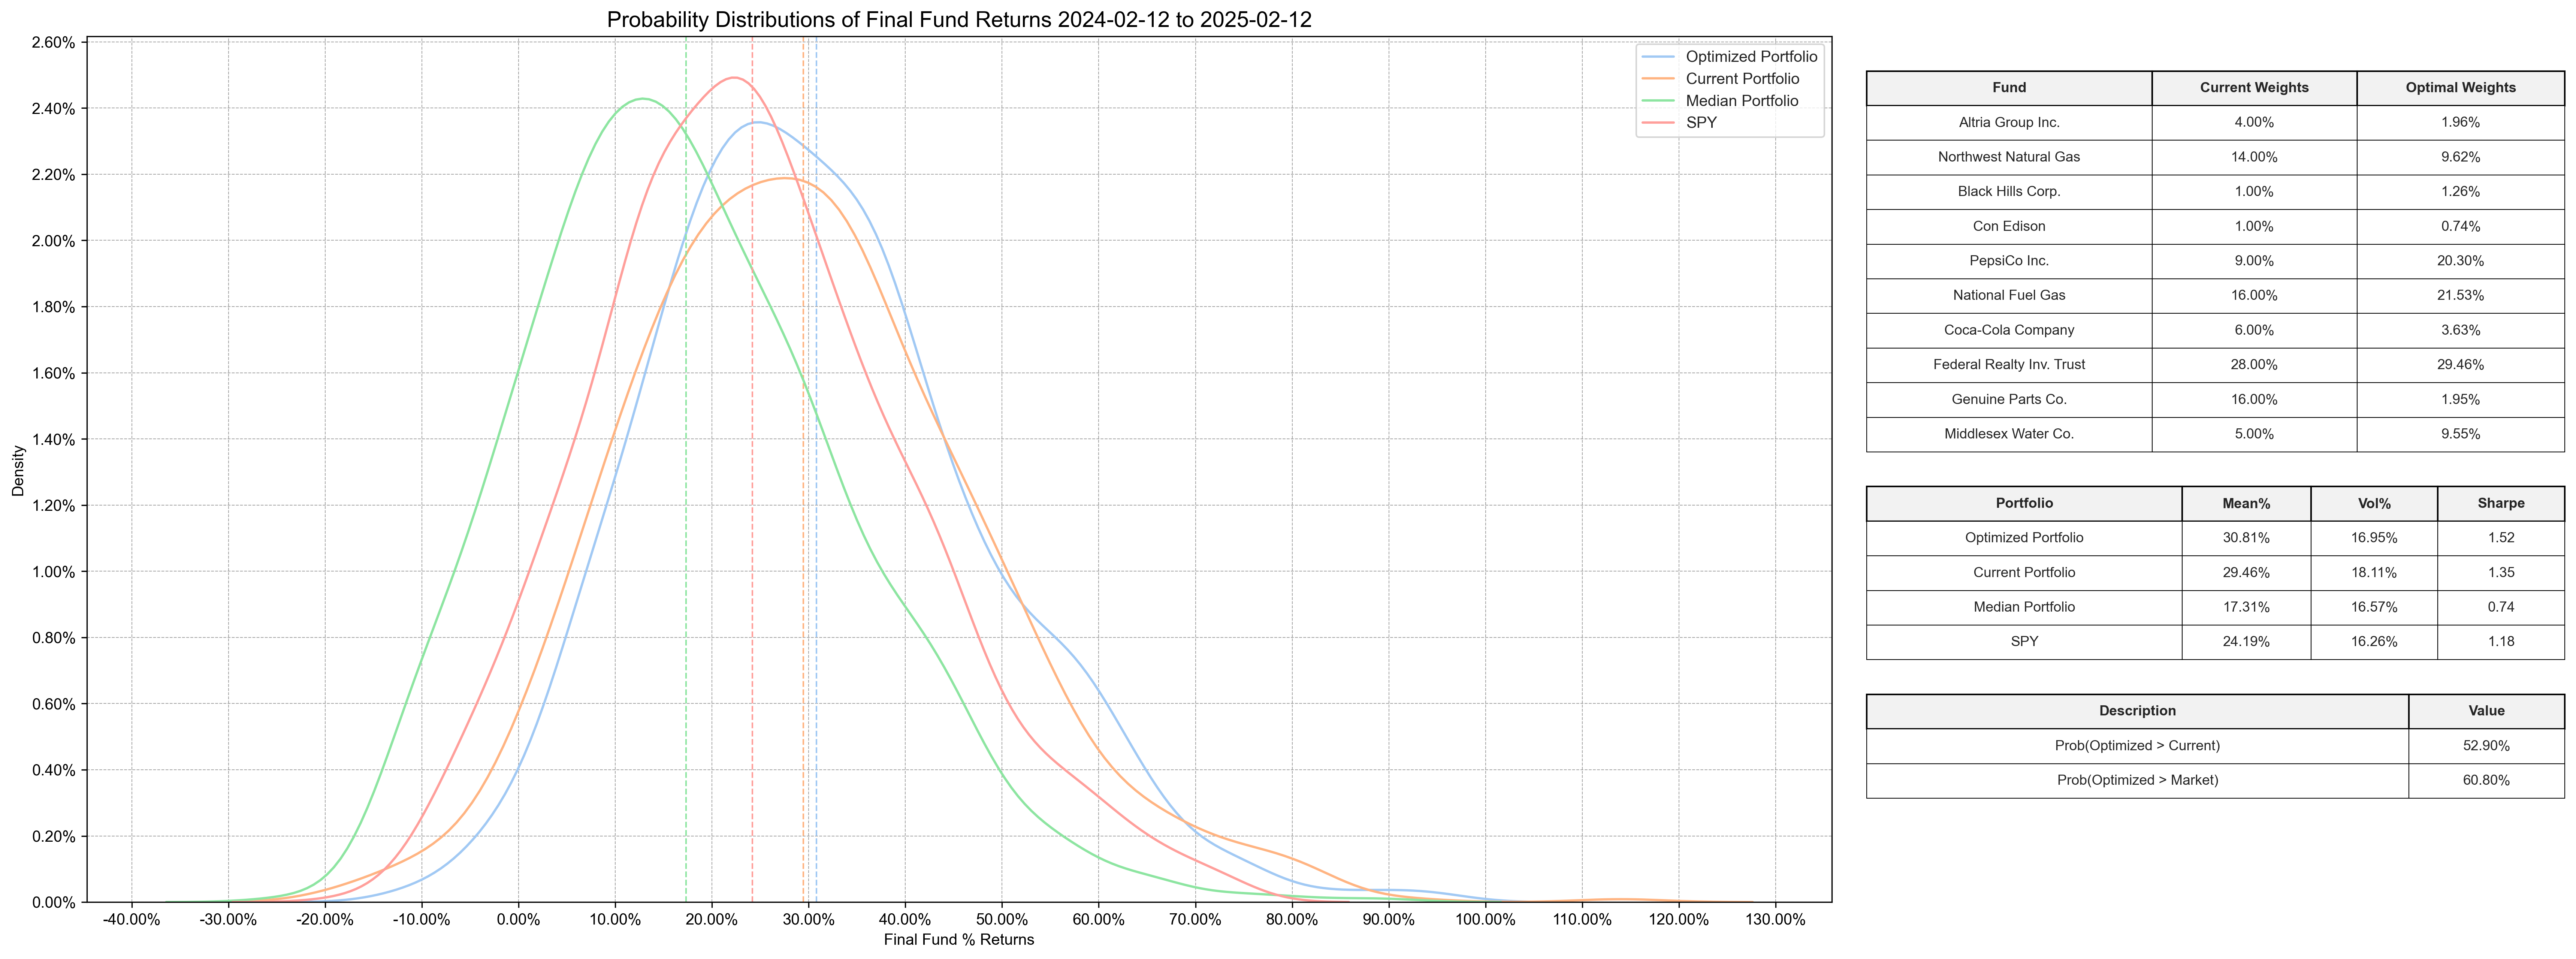 Probability Distributions of Final Fund Returns 2024-02-12 to 2025-02-12
2.60%
2.40%
2.20%
2.00%
1.80%
1.60%
1.40%
1.20%
1.00%
0.80%
0.60%
0.40%
0.20%
0.00%
Density
-40.00% -30.00% -20.00% -10.00% 0.00% 10.00% 20.00% 30.00% 40.00% 50.00% 60.00% 70.00% 80.00% 90.00% 100.00% 110.00% 120.00% 130.00%
Final Fund % Returns
Optimized Portfolio
Current Portfolio
Median Portfolio
SPY
Fund Current Weights Optimal Weights
Altria Group Inc. 4.00% 1.96%
Northwest Natural Gas 14.00% 9.62%
Black Hills Corp. 1.00% 1.26%
Con Edison 1.00% 0.74%
PepsiCo Inc. 9.00% 20.30%
National Fuel Gas 16.00% 21.53%
Coca-Cola Company 6.00% 3.63%
Federal Realty Inv. Trust 28.00% 29.46%
Genuine Parts Co. 16.00% 1.95%
Middlesex Water Co. 5.00% 9.55%
Portfolio Mean% Vol% Sharpe
Optimized Portfolio 30.81% 16.95% 1.52
Current Portfolio 29.46% 18.11% 1.35
Median Portfolio 17.31% 16.57% 0.74
SPY 24.19% 16.26% 1.18
Description Value
Prob(Optimized > Current) 52.90%
Prob(Optimized > Market) 60.80%